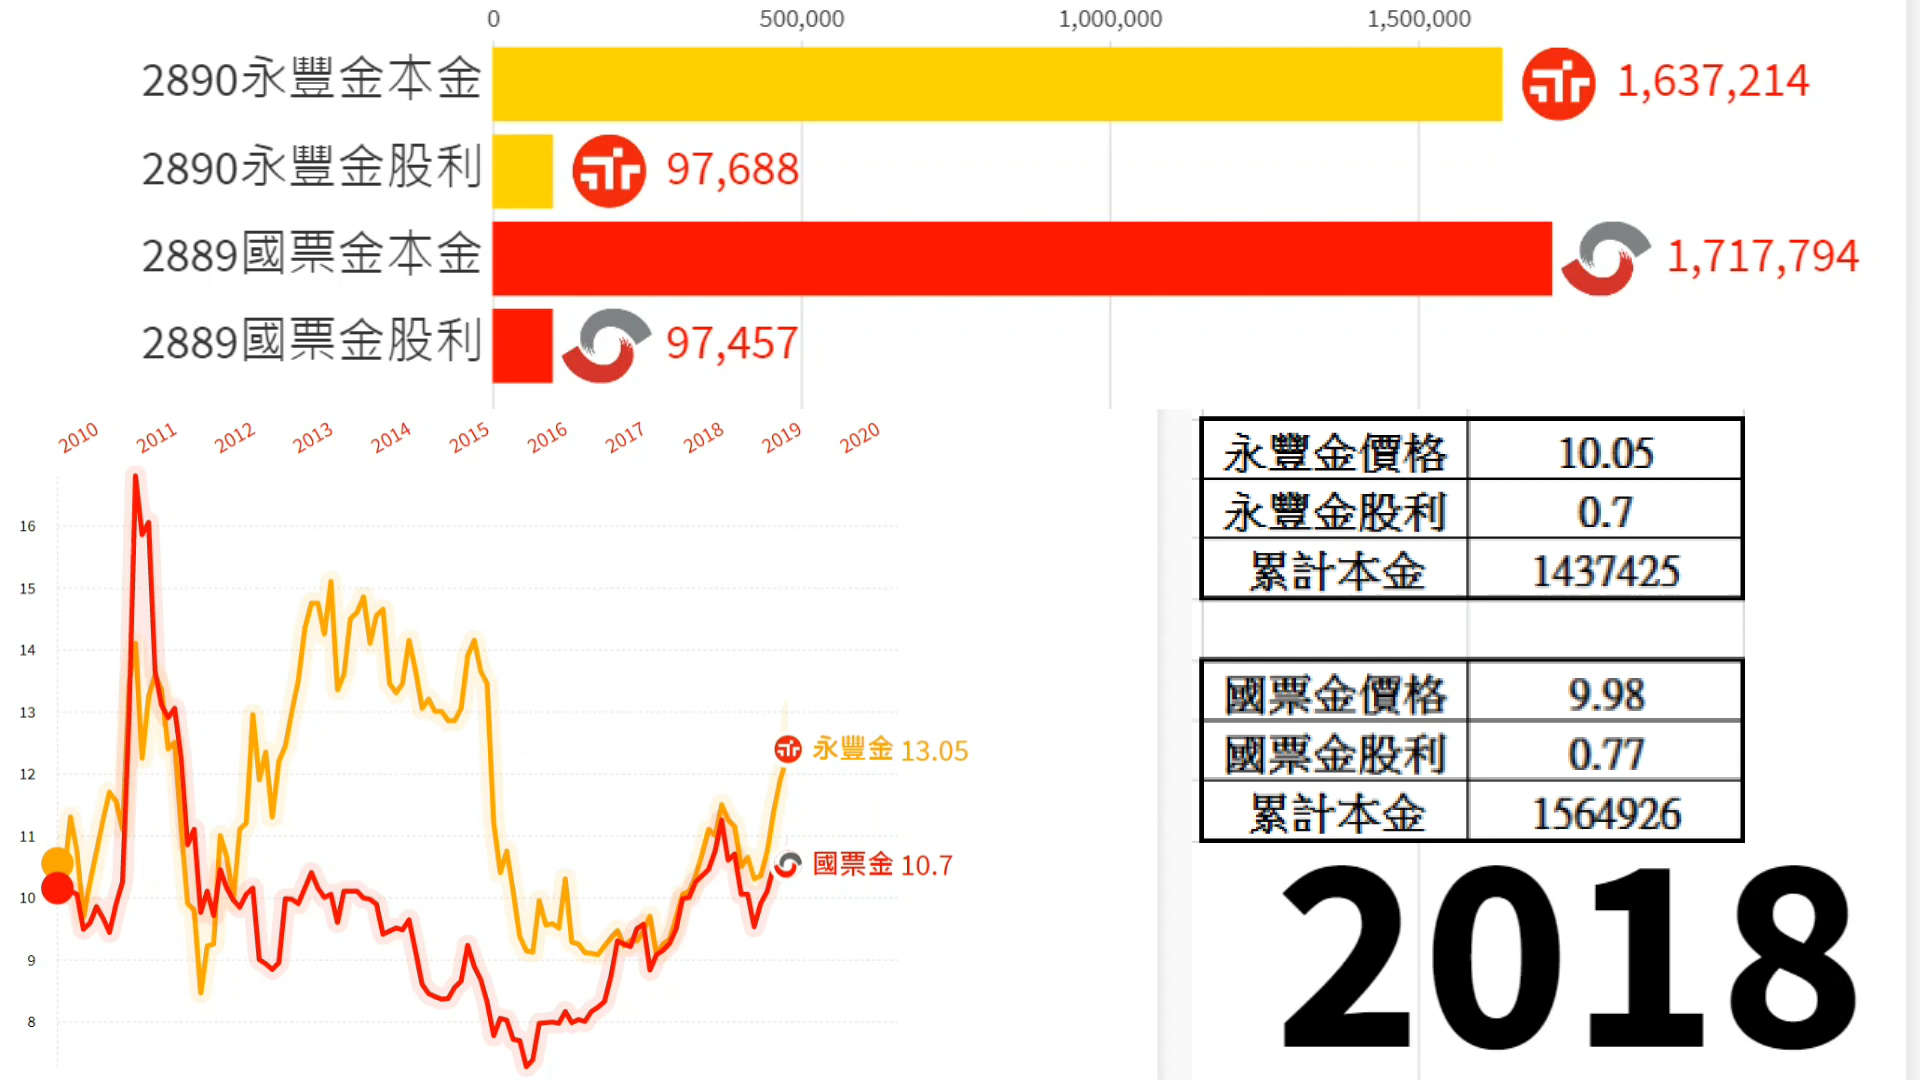 0 500,000 1,000,000 1,500,000
2890永豐金本金 1,637,214
2890永豐金股利 97,688
2889國票金本金 1,717,794
2889國票金股利 97,457
2010 2011 2012 2013 2014 2015 2016 2017 2018 2019 2020
16
15
14
13
12
11
10
9
8
永豐金 13.05
國票金 10.7
永豐金價格 10.05
永豐金股利 0.7
累計本金 1437425
國票金價格 9.98
國票金股利 0.77
累計本金 1564926
2018